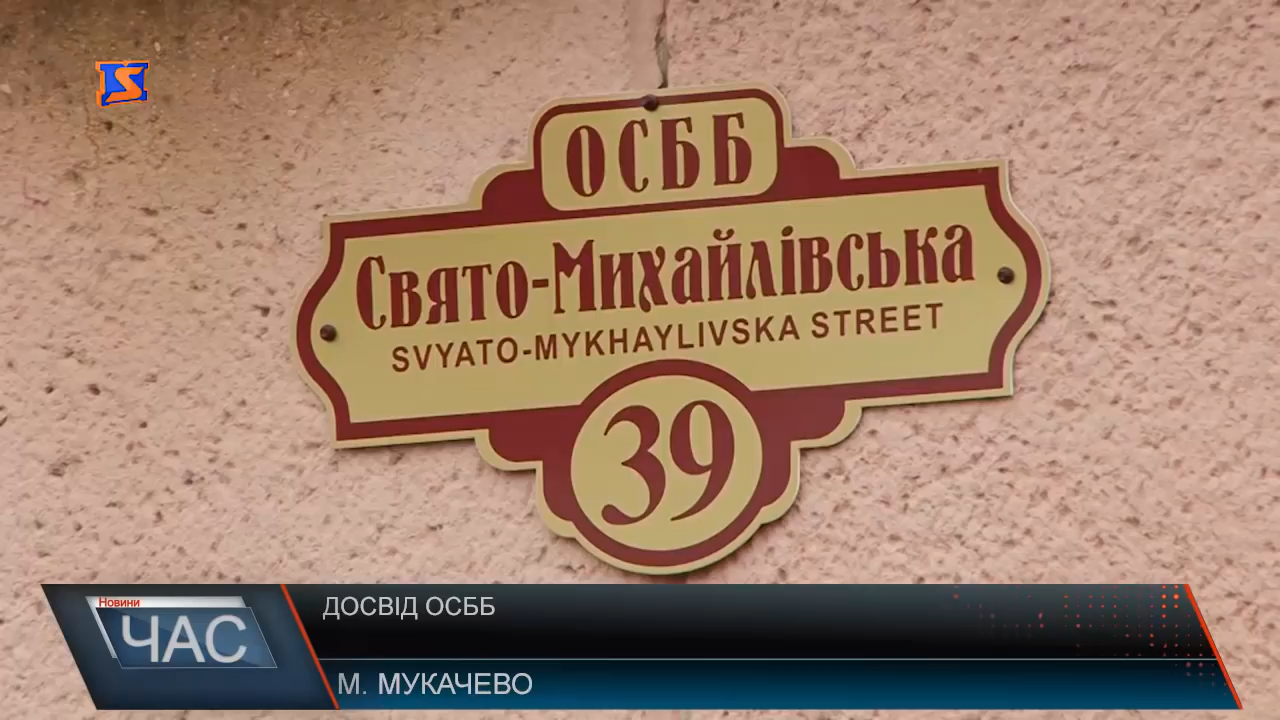 ОСББ
Свято-Михайлівська
SVYATO-MYKHAYLIVSKA STREET
39
Новини
ЧАС
ДОСВІД ОСББ
М. МУКАЧЕВО